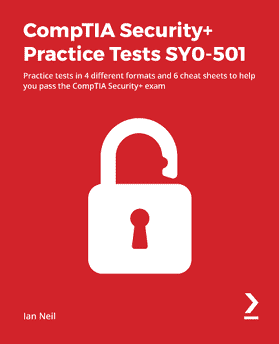 CompTIA Security+
Practice Tests SY0-501
Practice tests in 4 different formats and 6 cheat sheets to help
you pass the CompTIA Security+ exam
Ian Neil